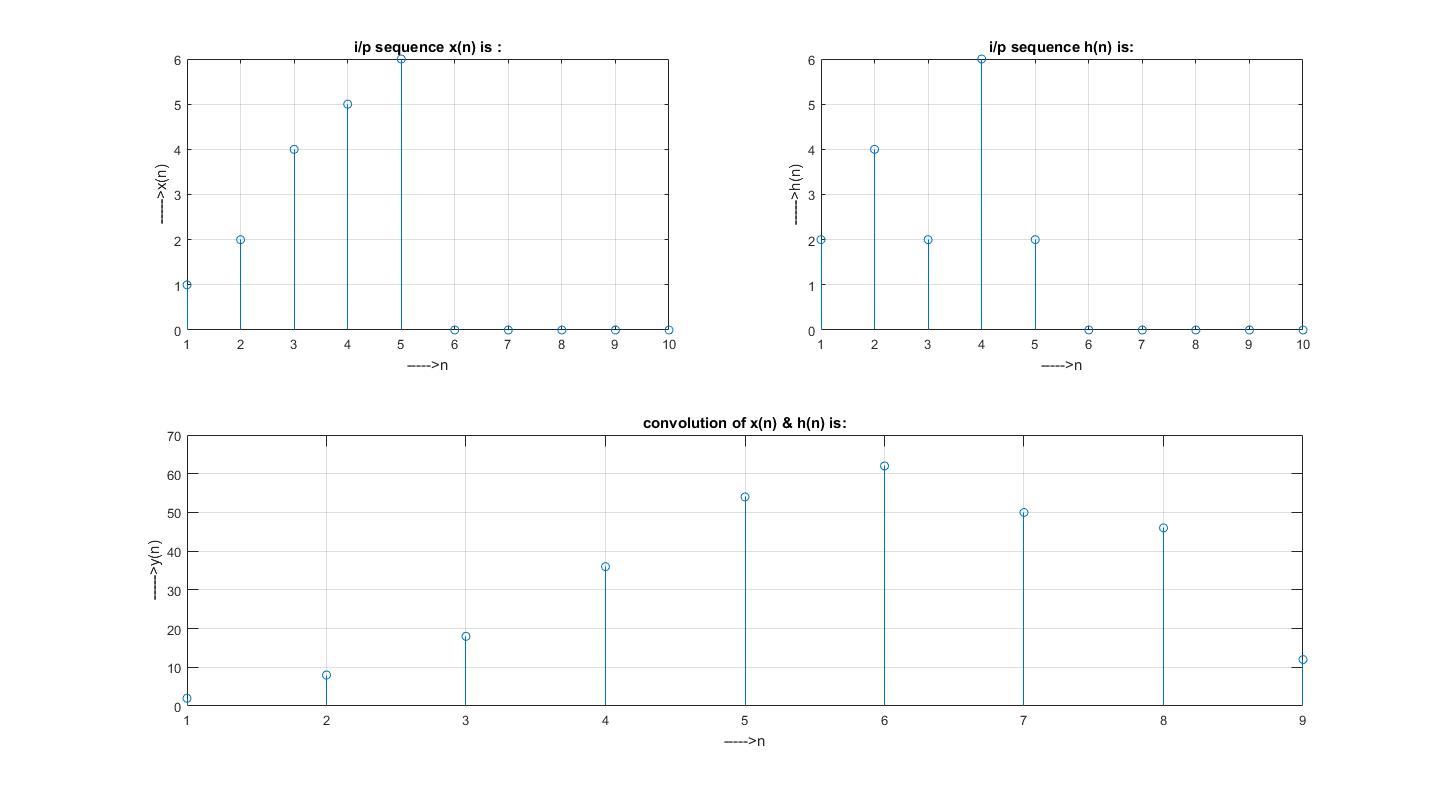 i/p sequence x(n) is :
6
5
4
3
2
1
0
---->x(n)
1 2 3 4 5 6 7 8 9 10
----->n
i/p sequence h(n) is:
6
5
4
3
2
1
0
---->h(n)
1 2 3 4 5 6 7 8 9 10
----->n
convolution of x(n) & h(n) is:
70
60
50
40
30
20
10
0
---->y(n)
1 2 3 4 5 6 7 8 9
----->n